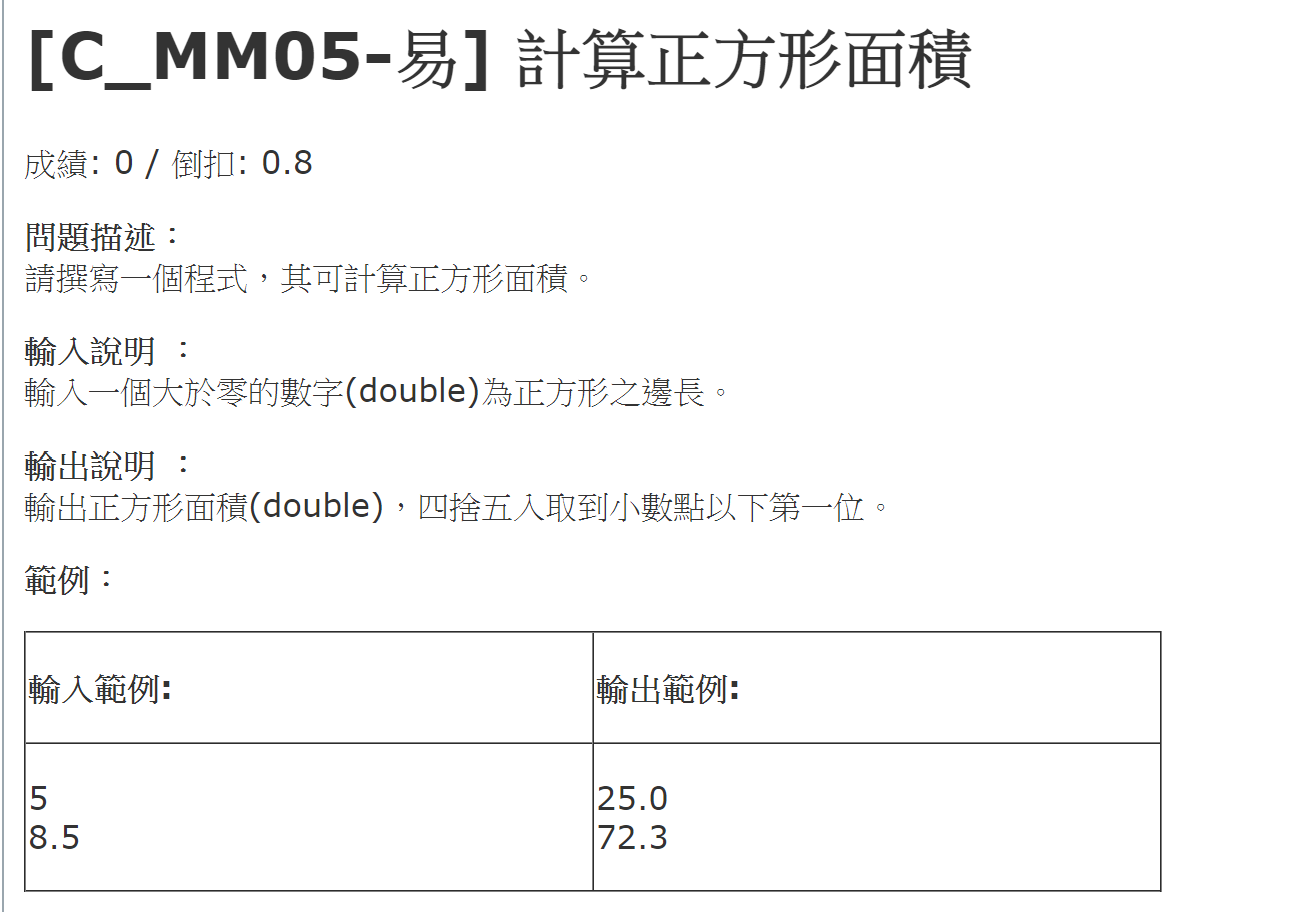 [C_MM05-易] 計算正方形面積
成績: 0 / 倒扣: 0.8
問題描述：
請撰寫一個程式，其可計算正方形面積。
輸入說明 ：
輸入一個大於零的數字(double)為正方形之邊長。
輸出說明 ：
輸出正方形面積(double)，四捨五入取到小數點以下第一位。
範例：
輸入範例:
輸出範例:
5
8.5
25.0
72.3